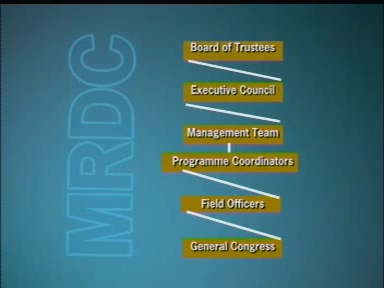 MRDC
Board of Trustees
Executive Council
Management Team
Programme Coordinators
Field Officers
General Congress